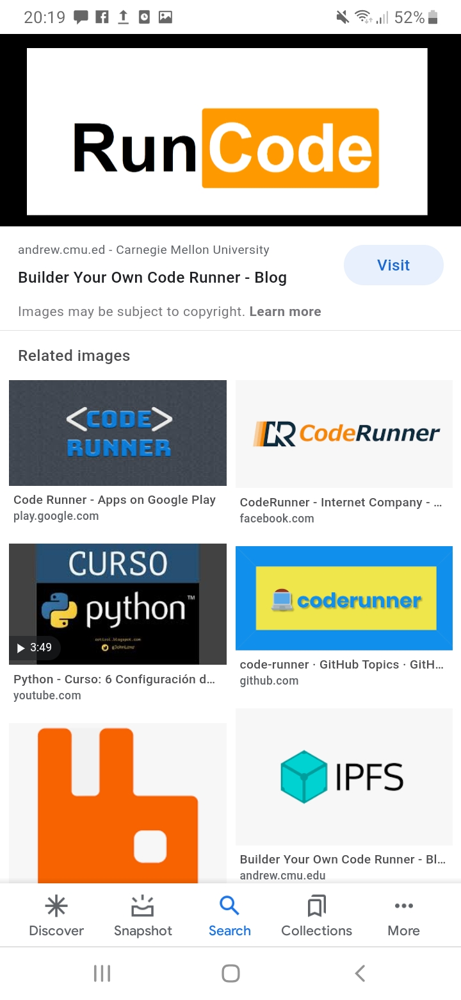 20:19
52%
Run Code
andrew.cmu.ed - Carnegie Mellon University
Builder Your Own Code Runner - Blog
Visit
Images may be subject to copyright. Learn more
Related images
<CODE>
RUNNER
Code Runner - Apps on Google Play
play.google.com
CR CodeRunner
CodeRunner - Internet Company - ...
facebook.com
CURSO
python™
3:49
Python - Curso: 6 Configuración d...
youtube.com
coderunner
code-runner · GitHub Topics · GitH...
github.com
IPFS
Builder Your Own Code Runner - Bl...
andrew.cmu.edu
Discover
Snapshot
Search
Collections
More